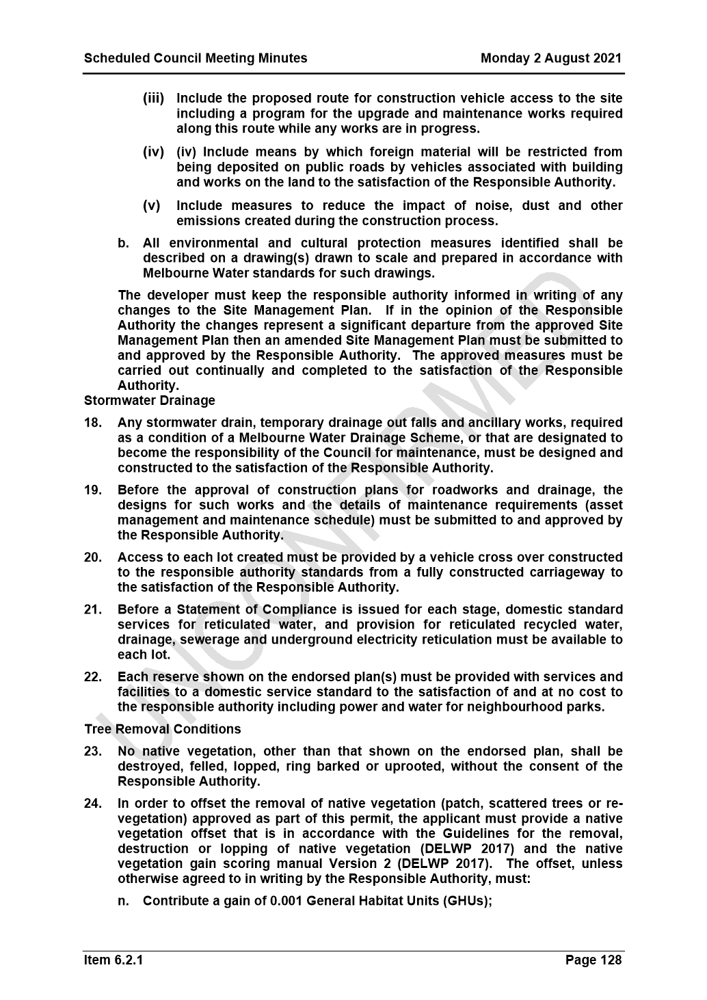 Scheduled Council Meeting Minutes Monday 2 August 2021
(iii) Include the proposed route for construction vehicle access to the site
including a program for the upgrade and maintenance works required
along this route while any works are in progress.
(iv) (iv) Include means by which foreign material will be restricted from
being deposited on public roads by vehicles associated with building
and works on the land to the satisfaction of the Responsible Authority.
(v) Include measures to reduce the impact of noise, dust and other
emissions created during the construction process.
b. All environmental and cultural protection measures identified shall be
described on a drawing(s) drawn to scale and prepared in accordance with
Melbourne Water standards for such drawings.
The developer must keep the responsible authority informed in writing of any
changes to the Site Management Plan. If in the opinion of the Responsible
Authority the changes represent a significant departure from the approved Site
Management Plan then an amended Site Management Plan must be submitted to
and approved by the Responsible Authority. The approved measures must be
carried out continually and completed to the satisfaction of the Responsible
Authority.
Stormwater Drainage
18. Any stormwater drain, temporary drainage out falls and ancillary works, required
as a condition of a Melbourne Water Drainage Scheme, or that are designated to
become the responsibility of the Council for maintenance, must be designed and
constructed to the satisfaction of the Responsible Authority.
19. Before the approval of construction plans for roadworks and drainage, the
designs for such works and the details of maintenance requirements (asset
management and maintenance schedule) must be submitted to and approved by
the Responsible Authority.
20. Access to each lot created must be provided by a vehicle cross over constructed
to the responsible authority standards from a fully constructed carriageway to
the satisfaction of the Responsible Authority.
21. Before a Statement of Compliance is issued for each stage, domestic standard
services for reticulated water, and provision for reticulated recycled water,
drainage, sewerage and underground electricity reticulation must be available to
each lot.
22. Each reserve shown on the endorsed plan(s) must be provided with services and
facilities to a domestic service standard to the satisfaction of and at no cost to
the responsible authority including power and water for neighbourhood parks.
Tree Removal Conditions
23. No native vegetation, other than that shown on the endorsed plan, shall be
destroyed, felled, lopped, ring barked or uprooted, without the consent of the
Responsible Authority.
24. In order to offset the removal of native vegetation (patch, scattered trees or re-
vegetation) approved as part of this permit, the applicant must provide a native
vegetation offset that is in accordance with the Guidelines for the removal,
destruction or lopping of native vegetation (DELWP 2017) and the native
vegetation gain scoring manual Version 2 (DELWP 2017). The offset, unless
otherwise agreed to in writing by the Responsible Authority, must:
n. Contribute a gain of 0.001 General Habitat Units (GHUs);
Item 6.2.1 Page 128
UNCONFIRMED